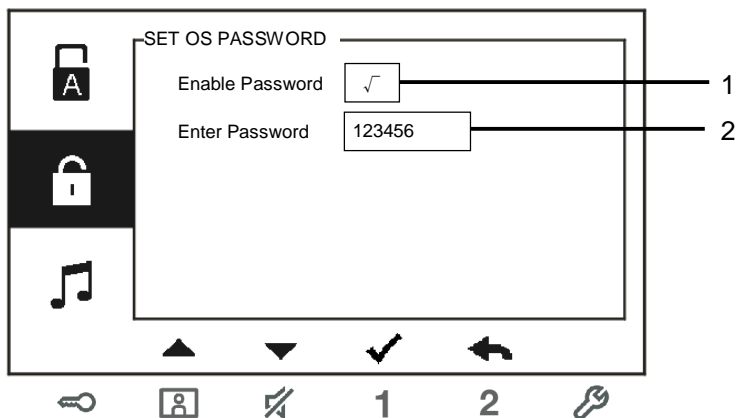 SET OS PASSWORD
A
Enable Password √ 1
Enter Password 123456 2
1 2